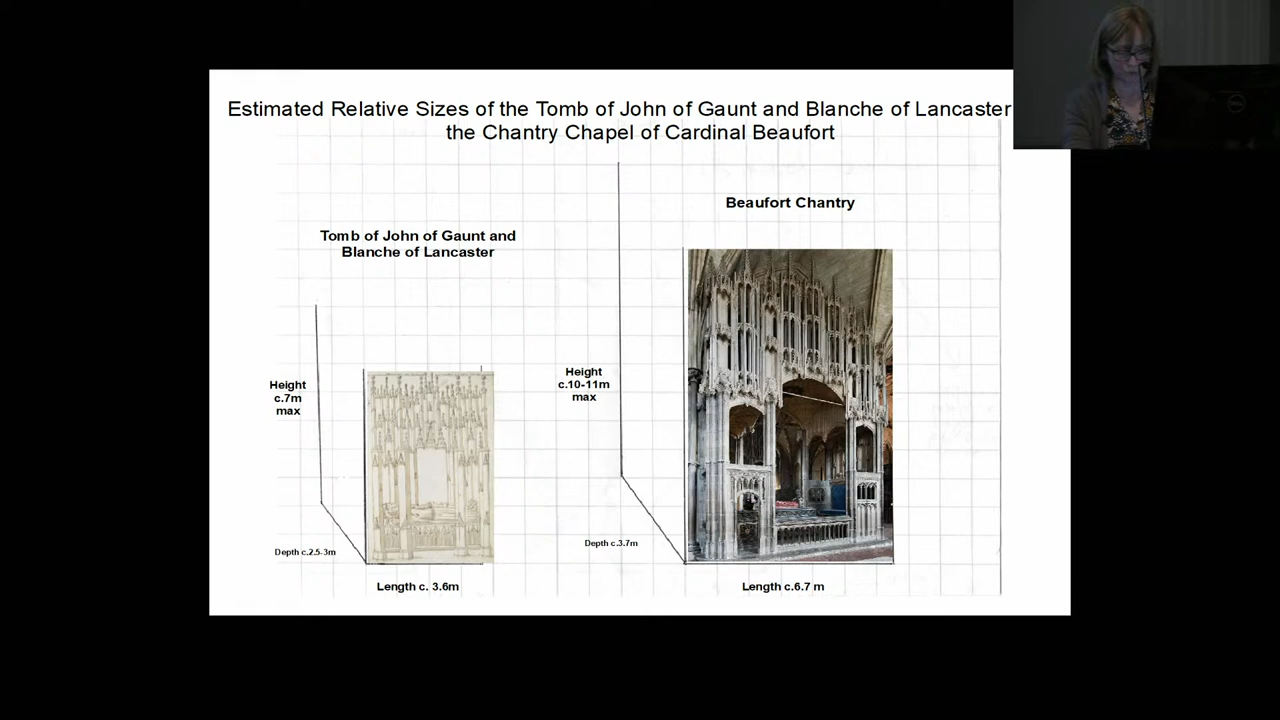 Estimated Relative Sizes of the Tomb of John of Gaunt and Blanche of Lancaster
the Chantry Chapel of Cardinal Beaufort
Beaufort Chantry
Tomb of John of Gaunt and
Blanche of Lancaster
Height
c.7m
max
Height
c.10-11m
max
Depth c.2.5-3m
Depth c.3.7m
Length c. 3.6m
Length c.6.7 m